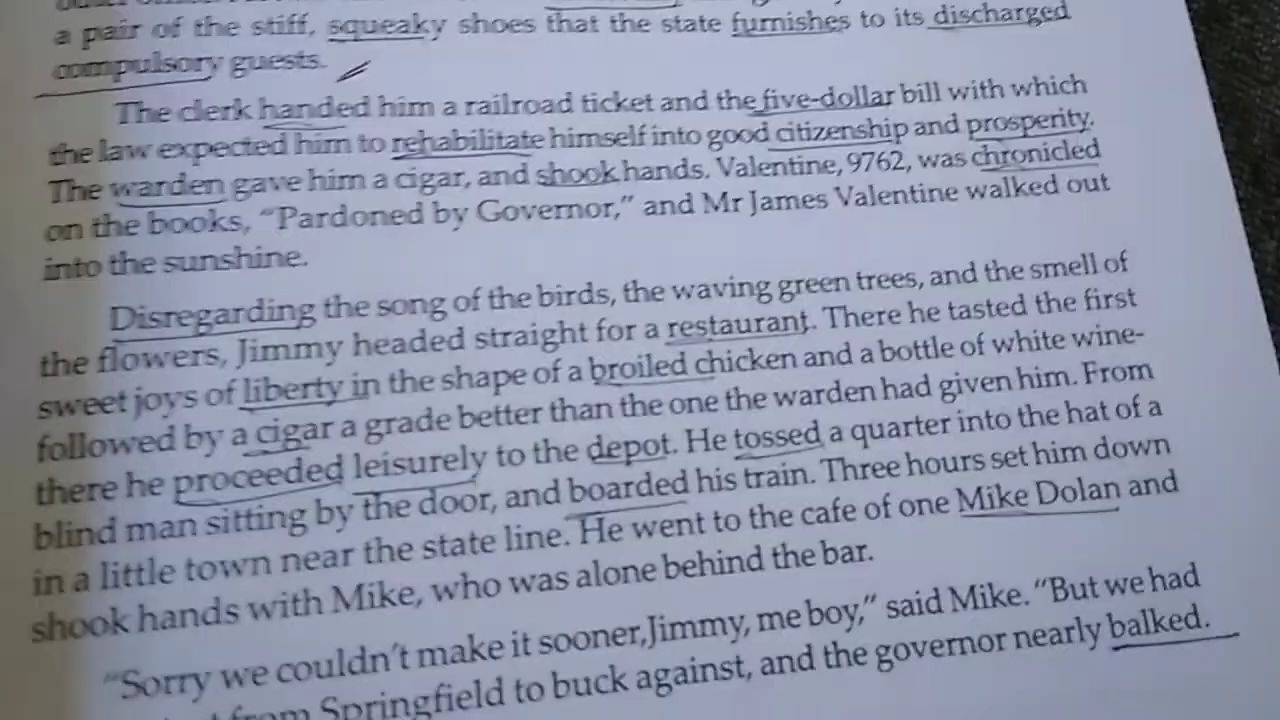 a pair of the stiff, squeaky shoes that the state furnishes to its discharged
compulsory guests.
The clerk handed him a railroad ticket and the five-dollar bill with which
the law expected him to rehabilitate himself into good citizenship and prosperity.
The warden gave him a cigar, and shook hands. Valentine, 9762, was chronicled
on the books, "Pardoned by Governor," and Mr James Valentine walked out
into the sunshine.
Disregarding the song of the birds, the waving green trees, and the smell of
the flowers, Jimmy headed straight for a restaurant. There he tasted the first
sweet joys of liberty in the shape of a broiled chicken and a bottle of white wine-
followed by a cigar a grade better than the one the warden had given him. From
there he proceeded leisurely to the depot. He tossed a quarter into the hat of a
blind man sitting by the door, and boarded his train. Three hours set him down
in a little town near the state line. He went to the cafe of one Mike Dolan and
shook hands with Mike, who was alone behind the bar.
"Sorry we couldn't make it sooner,Jimmy, me boy," said Mike. "But we had
from Springfield to buck against, and the governor nearly balked.